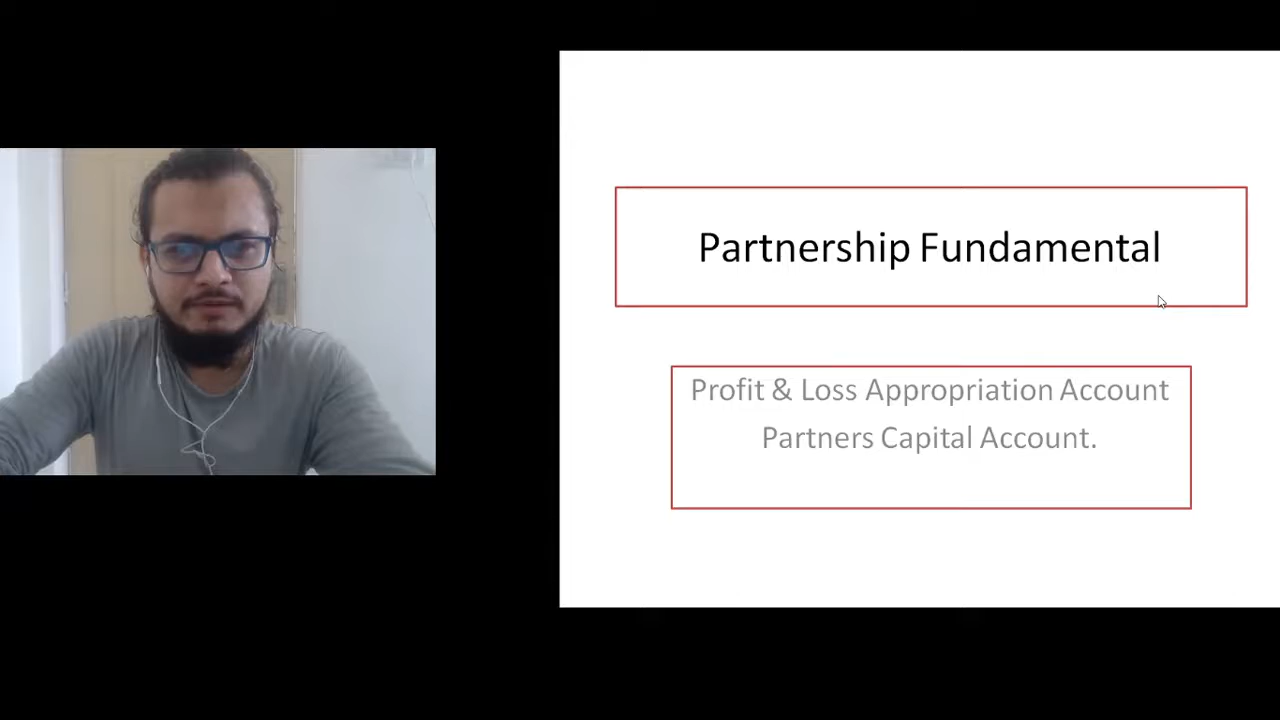 Partnership Fundamental
Profit & Loss Appropriation Account
Partners Capital Account.